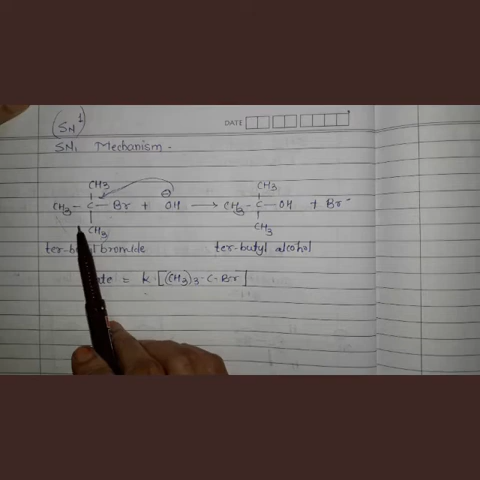 SN1
DATE
SN1 Mechanism -
CH3 CH3
CH3 - C - Br + ⊖OH → CH3 - C - OH + Br-
CH3 CH3
bromide ter-butyl alcohol
= k [(CH3)3-C-Br]